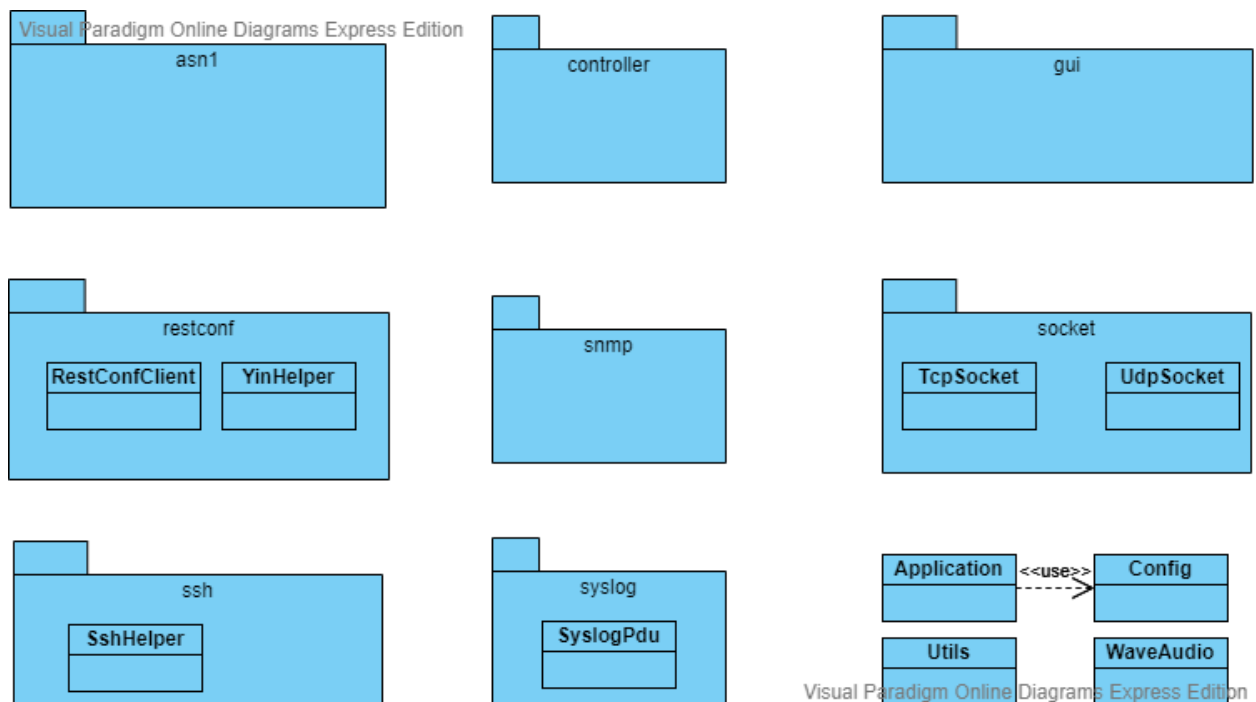 Visual Paradigm Online Diagrams Express Edition
asn1
controller
gui
restconf
RestConfClient
YinHelper
snmp
socket
TcpSocket
UdpSocket
ssh
SshHelper
syslog
SyslogPdu
Application
<<use>>
Config
Utils
WaveAudio
Visual Paradigm Online Diagrams Express Edition